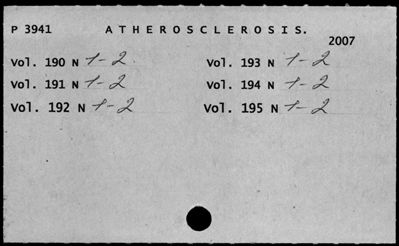 P 3941 ATHEROSCLEROSIS.
2007
Vol. 190 N 1-2 Vol. 193 N 1-2
Vol. 191 N 1-2 Vol. 194 N 1-2
Vol. 192 N 1-2 Vol. 195 N 1-2